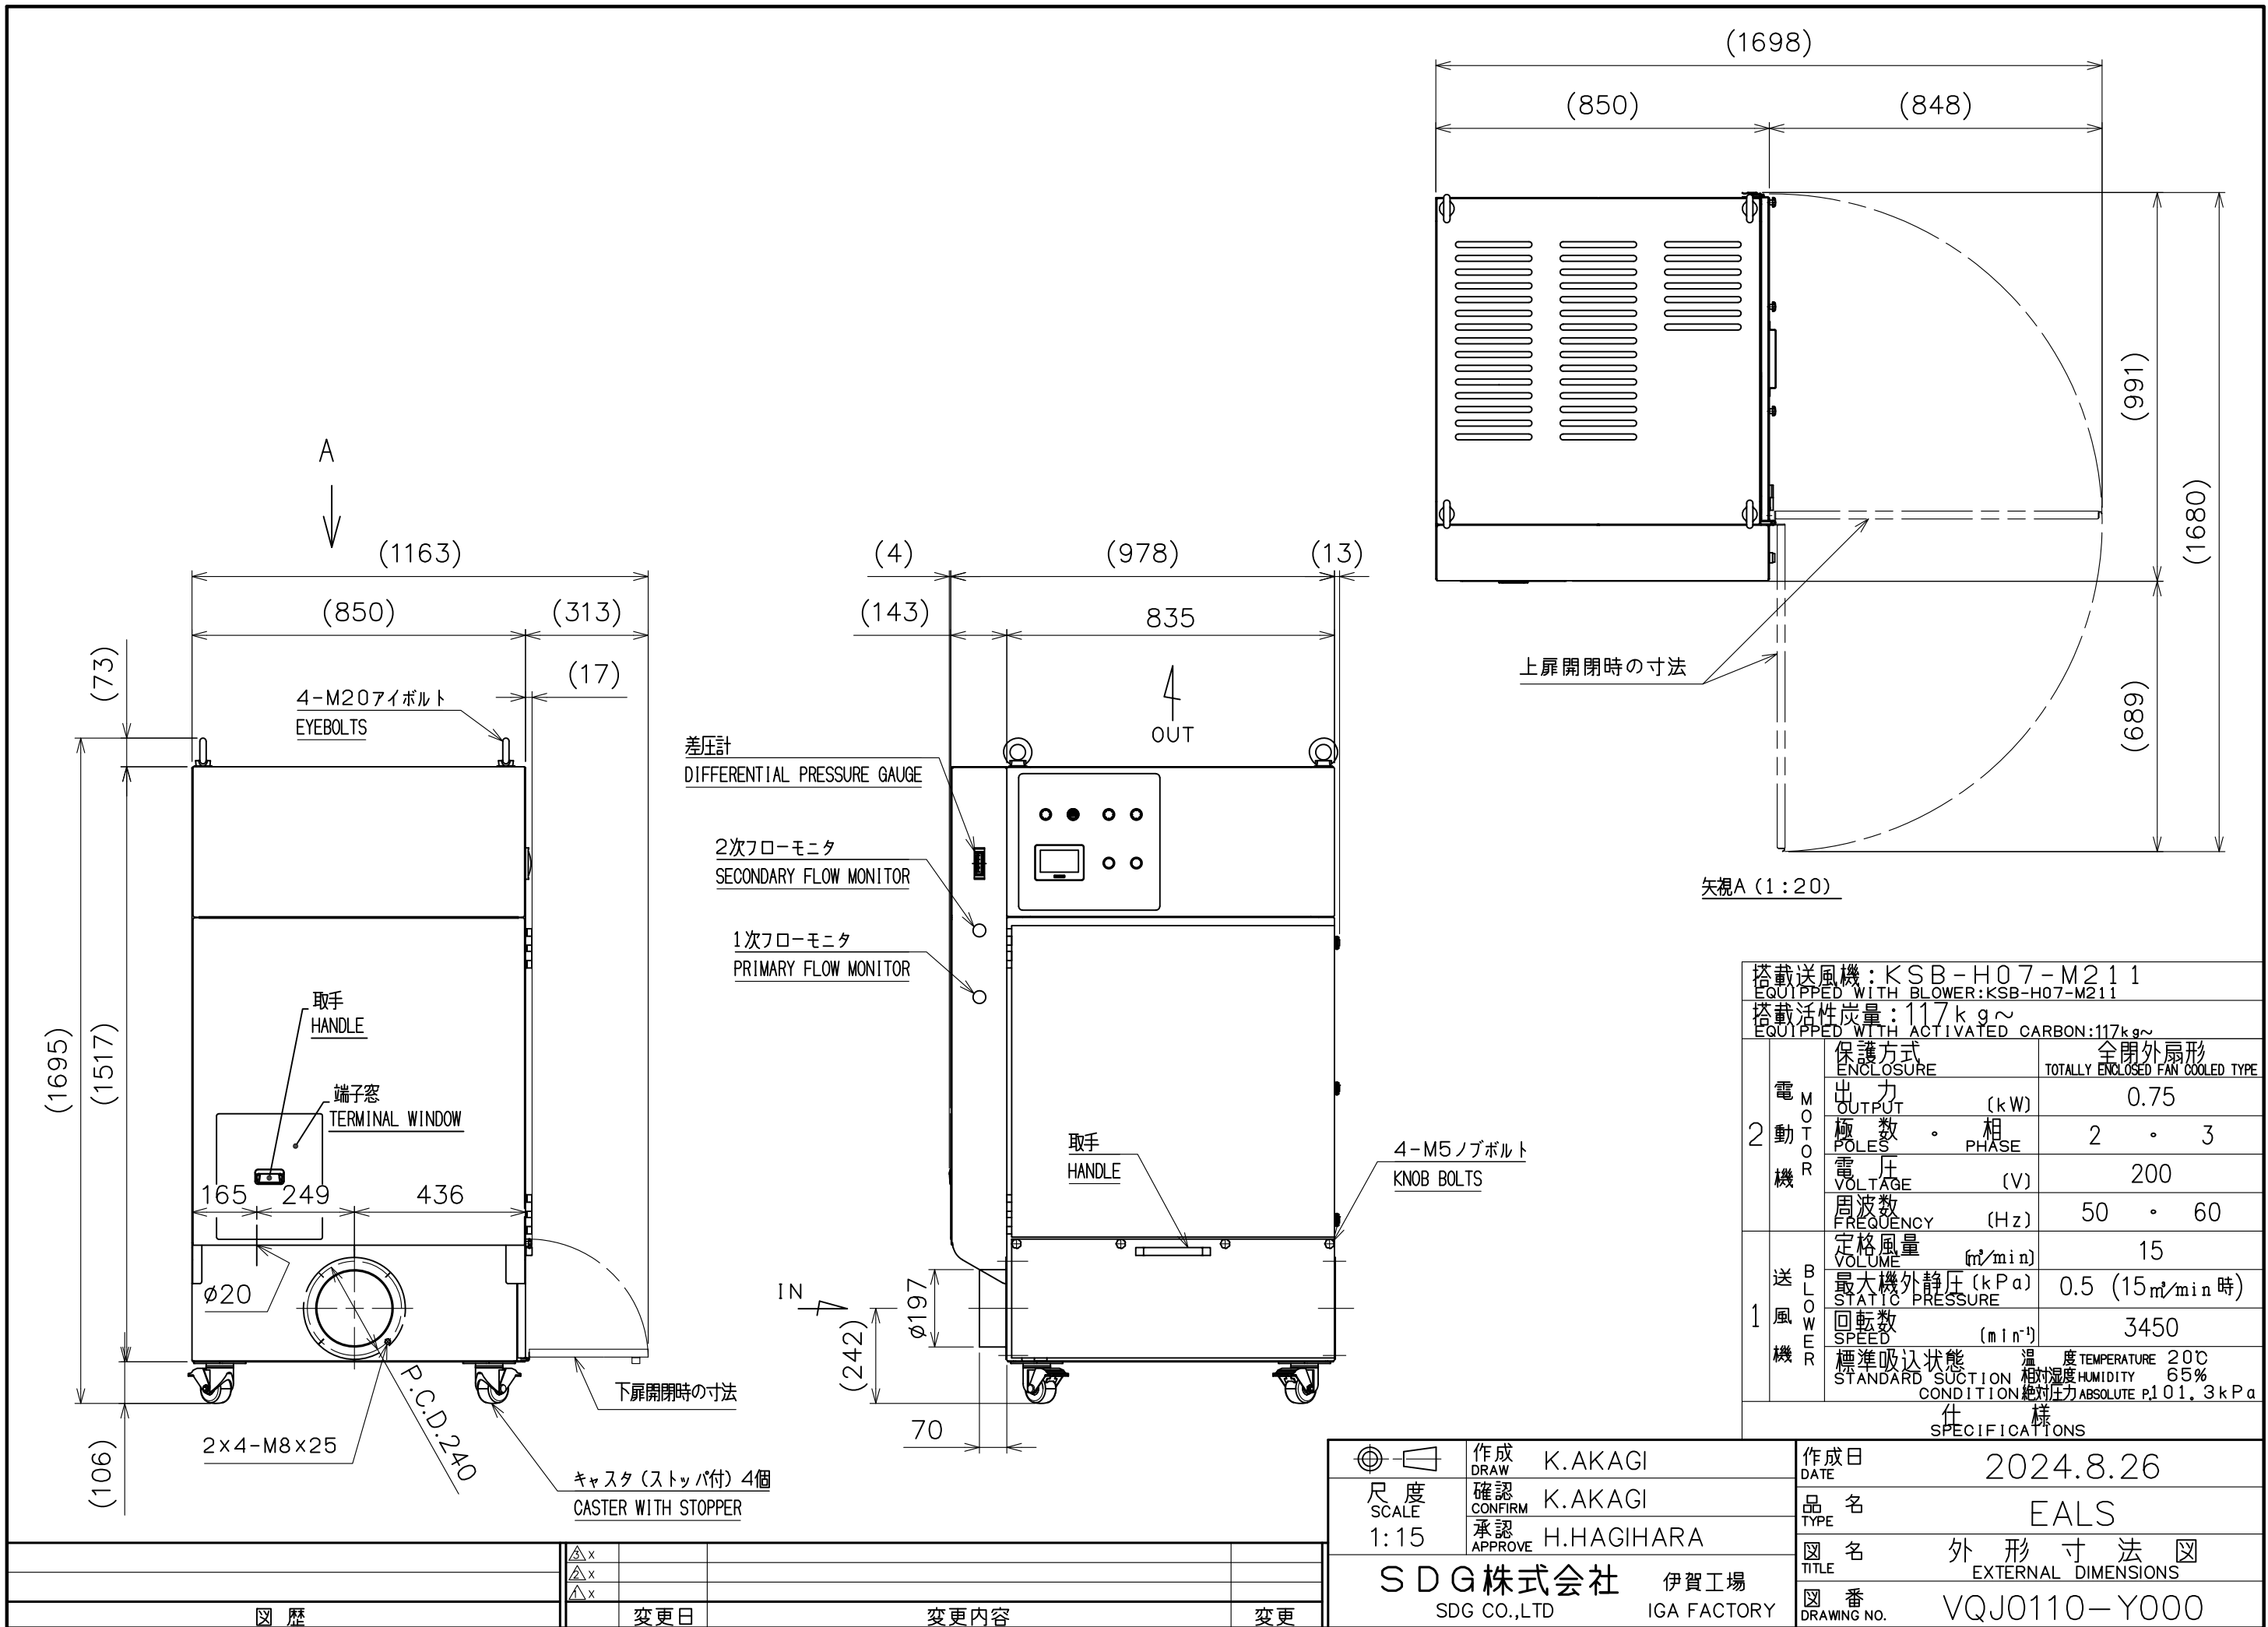 (1698)
(850)
(848)
(991)
(1680)
(689)
上扉開閉時の寸法
矢視A (1:20)
A
(1163)
(850)
(313)
(17)
(73)
4-M20アイボルト
EYEBOLTS
(1695)
(1517)
取手
HANDLE
端子窓
TERMINAL WINDOW
165
249
436
ø20
(106)
2×4-M8×25
P.C.D.240
下扉開閉時の寸法
キャスタ (ストッパ付) 4個
CASTER WITH STOPPER
(4)
(978)
(13)
(143)
835
OUT
差圧計
DIFFERENTIAL PRESSURE GAUGE
2次フローモニタ
SECONDARY FLOW MONITOR
1次フローモニタ
PRIMARY FLOW MONITOR
取手
HANDLE
4-M5ノブボルト
KNOB BOLTS
IN
ø197
(242)
70
搭載送風機:KSB-H07-M211
EQUIPPED WITH BLOWER:KSB-H07-M211
搭載活性炭量:117kg~
EQUIPPED WITH ACTIVATED CARBON:117kg~
2
電動機
MOTOR
保護方式 全閉外扇形
ENCLOSURE TOTALLY ENCLOSED FAN COOLED TYPE
出力 (kW) 0.75
OUTPUT
極数・相 2・3
POLES PHASE
電圧 (V) 200
VOLTAGE
周波数 (Hz) 50・60
FREQUENCY
1
送風機
BLOWER
定格風量 (m³/min) 15
VOLUME
最大機外静圧 (kPa) 0.5 (15m³/min時)
STATIC PRESSURE
回転数 (min⁻¹) 3450
SPEED
標準吸込状態 温度 TEMPERATURE 20℃
STANDARD SUCTION 相対湿度 HUMIDITY 65%
CONDITION 絶対圧力 ABSOLUTE P. 101.3kPa
仕様
SPECIFICATIONS
尺度
SCALE
1:15
作成 K.AKAGI
DRAW
確認 K.AKAGI
CONFIRM
承認 H.HAGIHARA
APPROVE
作成日 2024.8.26
DATE
品名 EALS
TYPE
図名 外形寸法図
TITLE EXTERNAL DIMENSIONS
図番 VQJ0110-Y000
DRAWING NO.
SDG株式会社 伊賀工場
SDG CO.,LTD IGA FACTORY
3 x
2 x
1 x
図歴 変更日 変更内容 変更